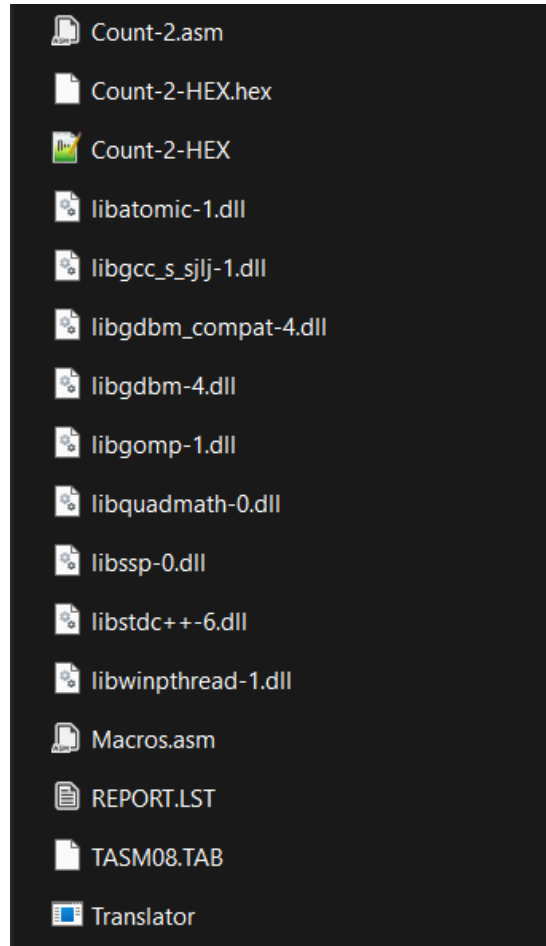 Count-2.asm
Count-2-HEX.hex
Count-2-HEX
libatomic-1.dll
libgcc_s_sjlj-1.dll
libgdbm_compat-4.dll
libgdbm-4.dll
libgomp-1.dll
libquadmath-0.dll
libssp-0.dll
libstdc++-6.dll
libwinpthread-1.dll
Macros.asm
REPORT.LST
TASM08.TAB
Translator